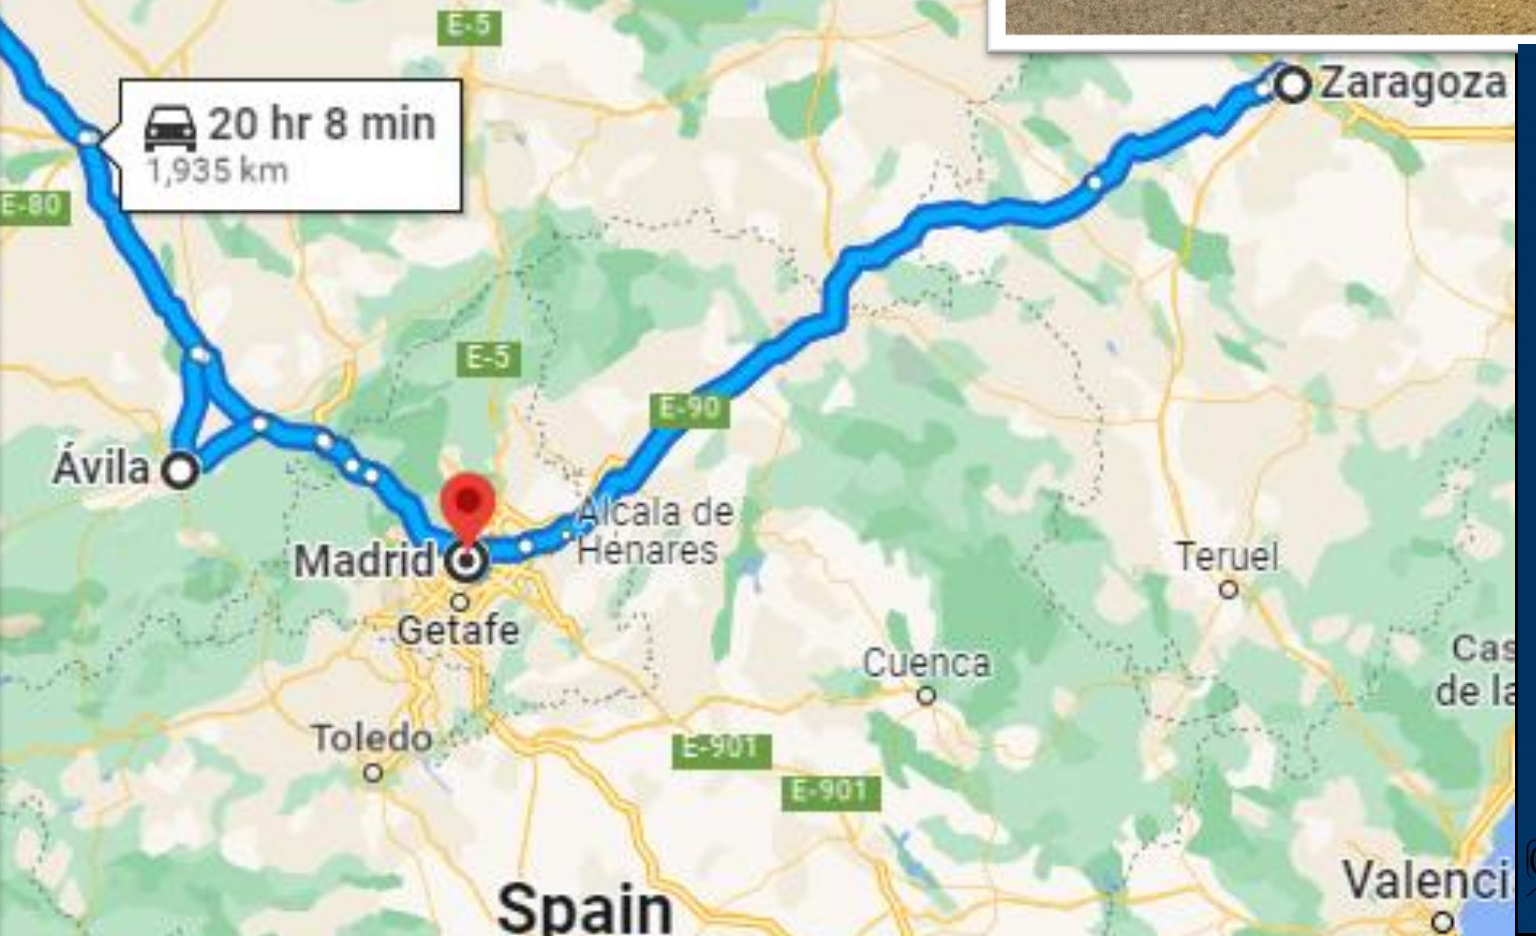 E-5
Zaragoza
20 hr 8 min
1,935 km
E-80
E-5
E-90
Ávila
Alcala de
Henares
Madrid
Teruel
Getafe
Cuenca
Toledo
E-901
E-901
Spain